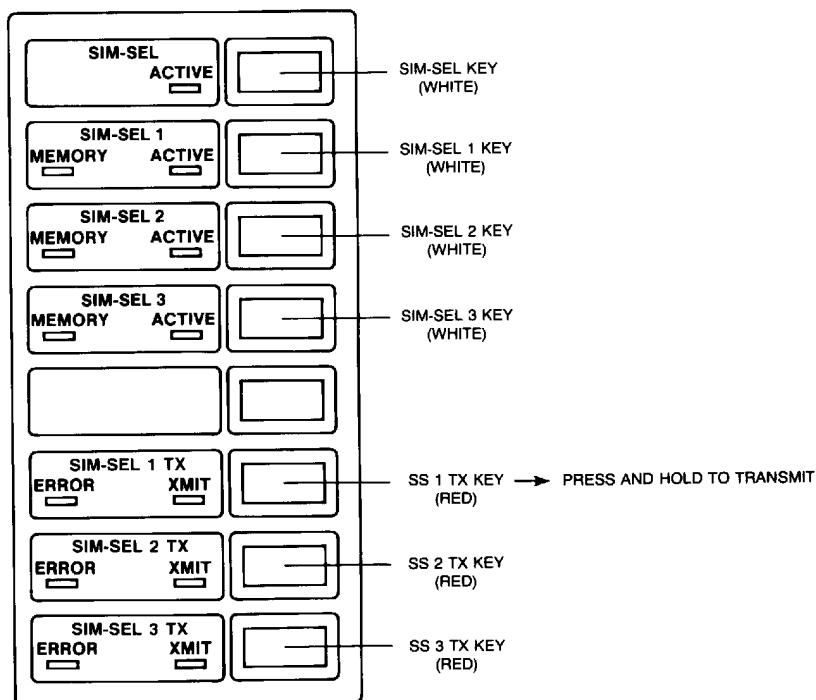 SIM-SEL
ACTIVE
SIM-SEL KEY
(WHITE)
SIM-SEL 1
MEMORY ACTIVE
SIM-SEL 1 KEY
(WHITE)
SIM-SEL 2
MEMORY ACTIVE
SIM-SEL 2 KEY
(WHITE)
SIM-SEL 3
MEMORY ACTIVE
SIM-SEL 3 KEY
(WHITE)
SIM-SEL 1 TX
ERROR XMIT
SS 1 TX KEY → PRESS AND HOLD TO TRANSMIT
(RED)
SIM-SEL 2 TX
ERROR XMIT
SS 2 TX KEY
(RED)
SIM-SEL 3 TX
ERROR XMIT
SS 3 TX KEY
(RED)